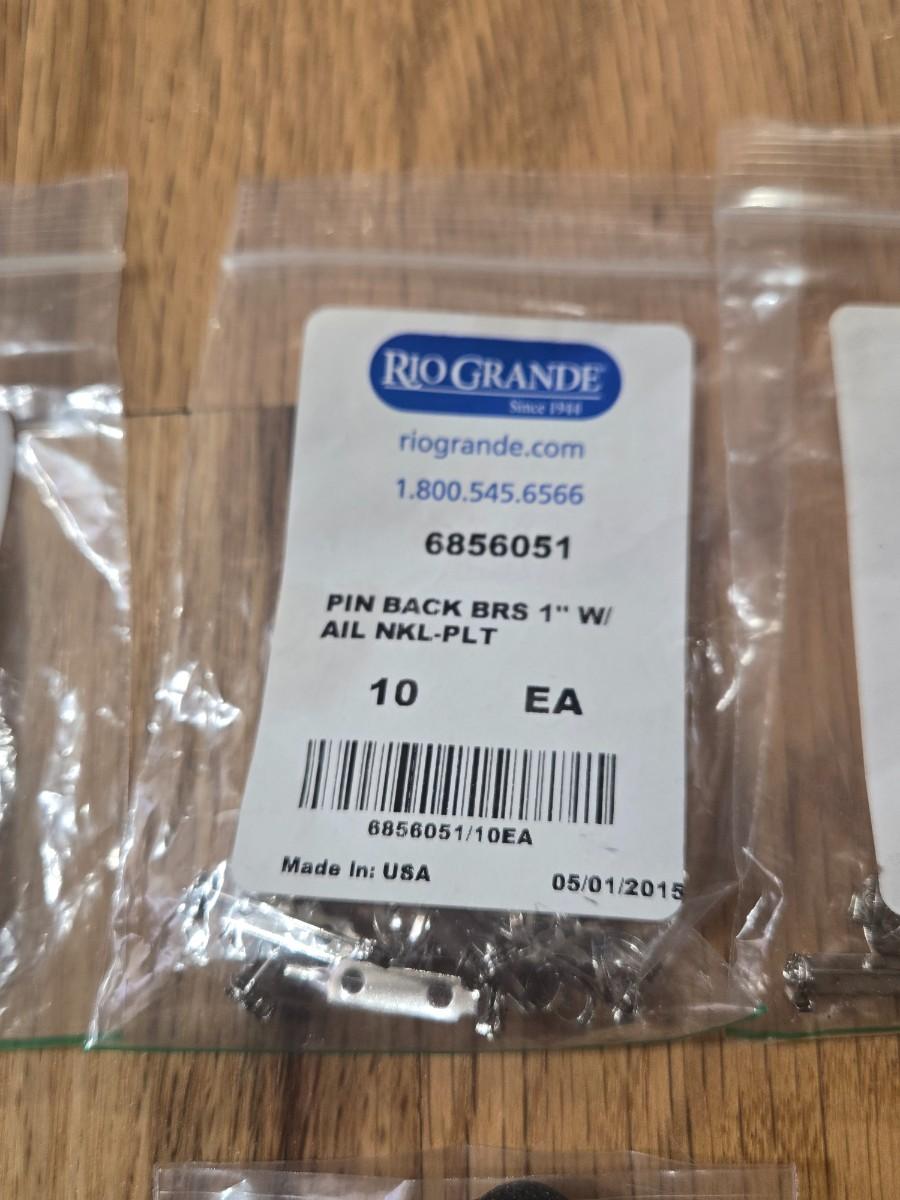 RIO GRANDE
Since 1944
riogrande.com
1.800.545.6566
6856051
PIN BACK BRS 1" W/
AIL NKL-PLT
10 EA
6856051/10EA
Made In: USA 05/01/2015